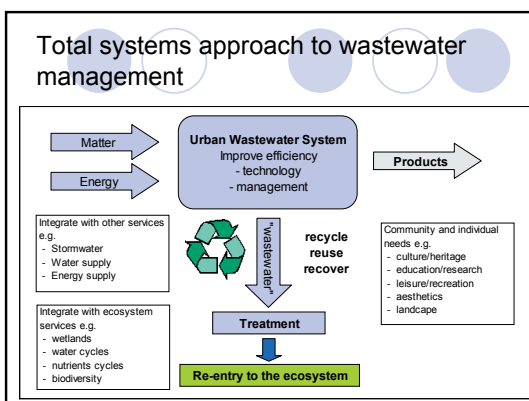 Total systems approach to wastewater
management
Matter
Energy
Urban Wastewater System
Improve efficiency
- technology
- management
Products
Integrate with other services
e.g.
- Stormwater
- Water supply
- Energy supply
"wastewater"
recycle
reuse
recover
Community and individual
needs e.g.
- culture/heritage
- education/research
- leisure/recreation
- aesthetics
- landscape
Integrate with ecosystem
services e.g.
- wetlands
- water cycles
- nutrients cycles
- biodiversity
Treatment
Re-entry to the ecosystem